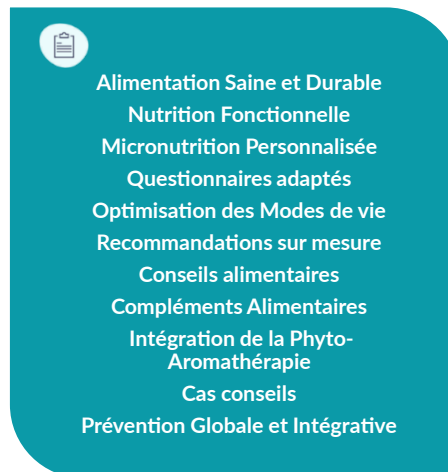 Alimentation Saine et Durable
Nutrition Fonctionnelle
Micronutrition Personnalisée
Questionnaires adaptés
Optimisation des Modes de vie
Recommandations sur mesure
Conseils alimentaires
Compléments Alimentaires
Intégration de la Phyto-
Aromathérapie
Cas conseils
Prévention Globale et Intégrative